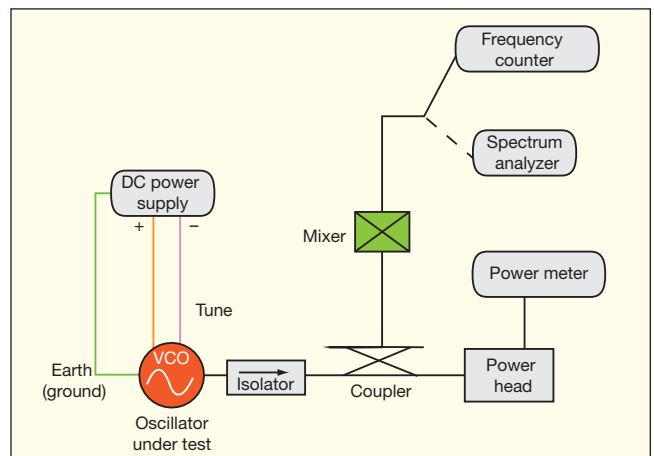 Frequency
counter
Spectrum
analyzer
DC power
supply
+ −
Mixer
Power meter
Tune
VCO
Earth
(ground)
Isolator
Coupler
Power
head
Oscillator
under test